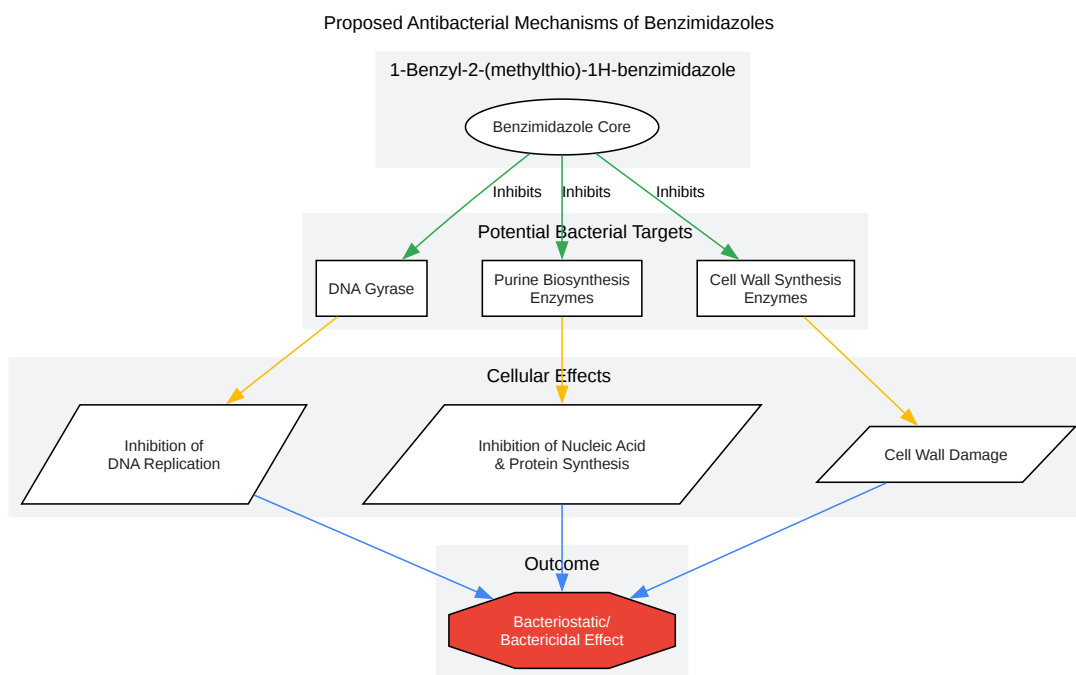 Proposed Antibacterial Mechanisms of Benzimidazoles
1-Benzyl-2-(methylthio)-1H-benzimidazole
Benzimidazole Core
Inhibits
Inhibits
Inhibits
Potential Bacterial Targets
DNA Gyrase
Purine Biosynthesis
Enzymes
Cell Wall Synthesis
Enzymes
Cellular Effects
Inhibition of
DNA Replication
Inhibition of Nucleic Acid
& Protein Synthesis
Cell Wall Damage
Outcome
Bacteriostatic/
Bactericidal Effect